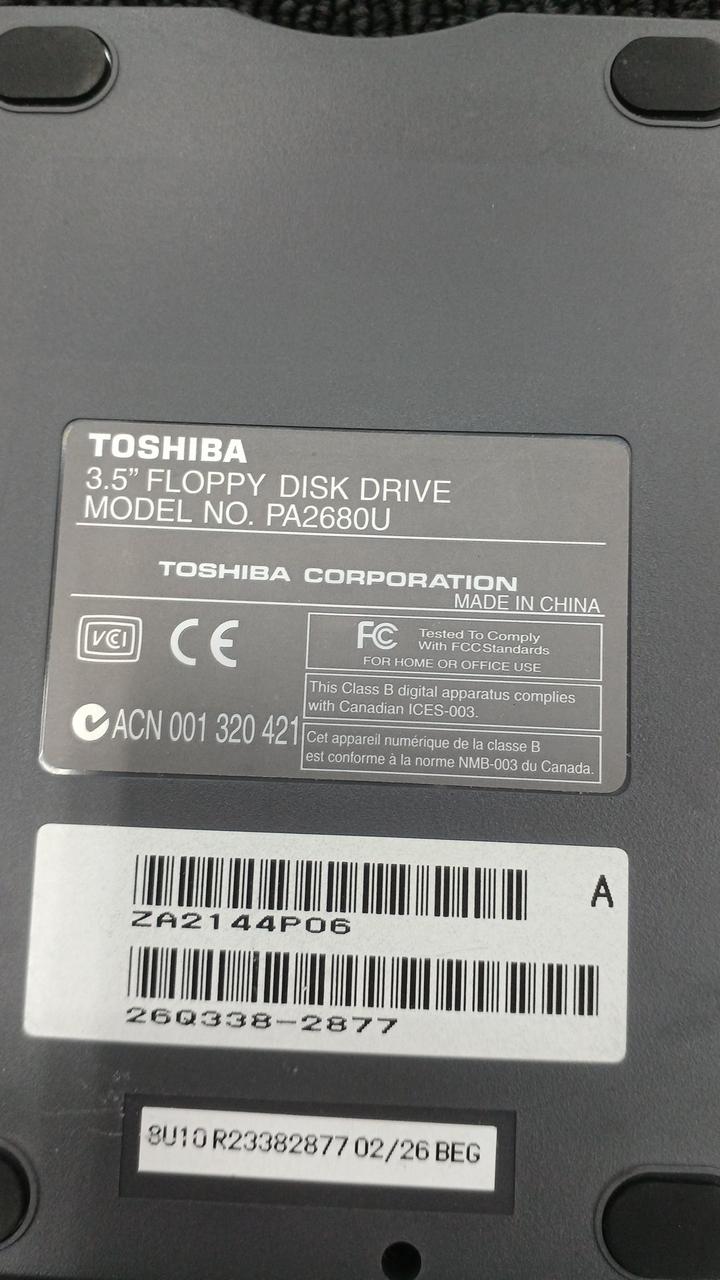 TOSHIBA
3.5” FLOPPY DISK DRIVE
MODEL NO. PA2680U
TOSHIBA CORPORATION
MADE IN CHINA
VCI
CE
FC Tested To Comply
With FCC Standards
FOR HOME OR OFFICE USE
This Class B digital apparatus complies
with Canadian ICES-003.
ACN 001 320 421
Cet appareil numérique de la classe B
est conforme à la norme NMB-003 du Canada.
A
ZA2144P06
26Q338-2877
8U10 R23382877 02/26 BEG